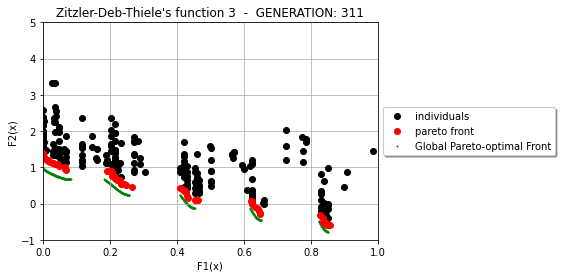 Zitzler-Deb-Thiele's function 3 - GENERATION: 311
5
4
3
2
1
0
−1
F2(x)
0.0 0.2 0.4 0.6 0.8 1.0
F1(x)
individuals
pareto front
Global Pareto-optimal Front